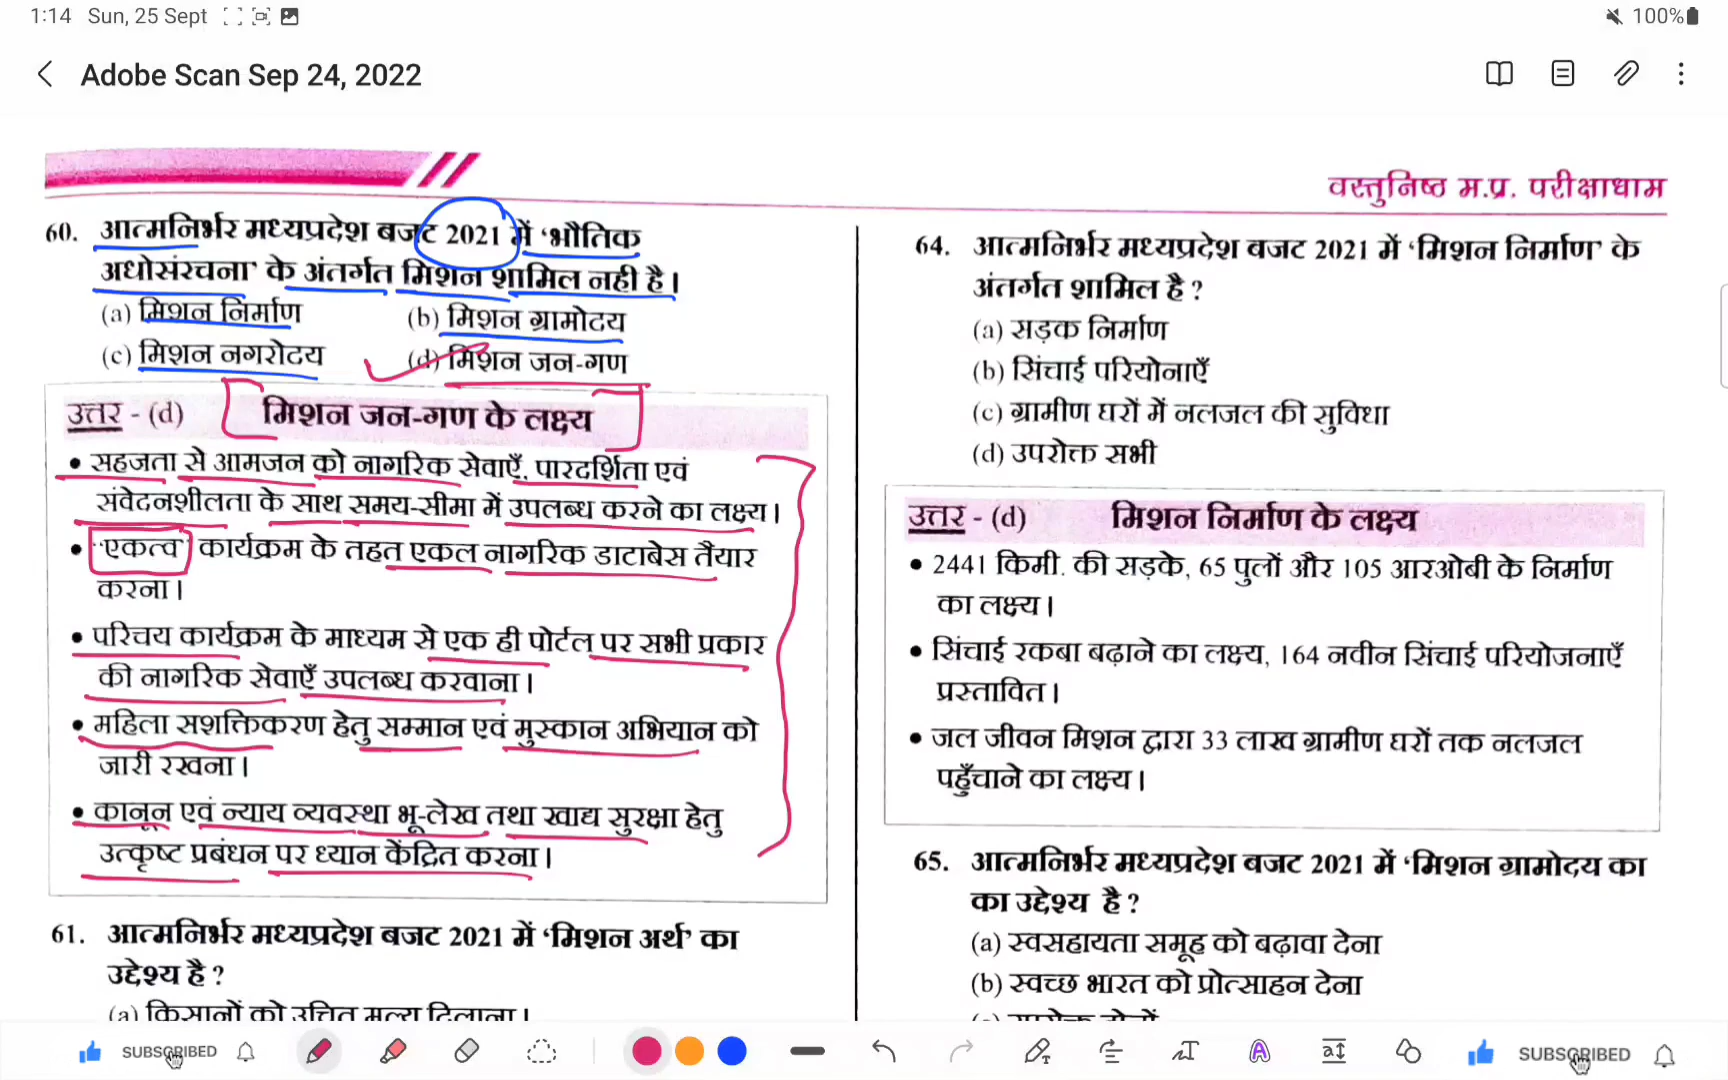 1:14 Sun, 25 Sept
100%
Adobe Scan Sep 24, 2022
वस्तुनिष्ठ म.प्र. परीक्षाधाम
60. आत्मनिर्भर मध्यप्रदेश बजट 2021 में ‘भौतिक
अधोसंरचना’ के अंतर्गत मिशन शामिल नही है।
(a) मिशन निर्माण (b) मिशन ग्रामोदय
(c) मिशन नगरोदय (d) मिशन जन-गण
उत्तर - (d) मिशन जन-गण के लक्ष्य
• सहजता से आमजन को नागरिक सेवाएँ, पारदर्शिता एवं
संवेदनशीलता के साथ समय-सीमा में उपलब्ध करने का लक्ष्य।
• ‘एकत्व’ कार्यक्रम के तहत एकल नागरिक डाटाबेस तैयार
करना।
• परिचय कार्यक्रम के माध्यम से एक ही पोर्टल पर सभी प्रकार
की नागरिक सेवाएँ उपलब्ध करवाना।
• महिला सशक्तिकरण हेतु सम्मान एवं मुस्कान अभियान को
जारी रखना।
• कानून एवं न्याय व्यवस्था भू-लेख तथा खाद्य सुरक्षा हेतु
उत्कृष्ट प्रबंधन पर ध्यान केंद्रित करना।
61. आत्मनिर्भर मध्यप्रदेश बजट 2021 में ‘मिशन अर्थ’ का
उद्देश्य है ?
(a) किसानों को उचित मूल्य दिलाना।
64. आत्मनिर्भर मध्यप्रदेश बजट 2021 में ‘मिशन निर्माण’ के
अंतर्गत शामिल है ?
(a) सड़क निर्माण
(b) सिंचाई परियोनाएँ
(c) ग्रामीण घरों में नलजल की सुविधा
(d) उपरोक्त सभी
उत्तर - (d) मिशन निर्माण के लक्ष्य
• 2441 किमी. की सड़के, 65 पुलों और 105 आरओबी के निर्माण
का लक्ष्य।
• सिंचाई रकबा बढ़ाने का लक्ष्य, 164 नवीन सिंचाई परियोजनाएँ
प्रस्तावित।
• जल जीवन मिशन द्वारा 33 लाख ग्रामीण घरों तक नलजल
पहुँचाने का लक्ष्य।
65. आत्मनिर्भर मध्यप्रदेश बजट 2021 में ‘मिशन ग्रामोदय का
का उद्देश्य है ?
(a) स्वसहायता समूह को बढ़ावा देना
(b) स्वच्छ भारत को प्रोत्साहन देना
SUBSCRIBED
SUBSCRIBED